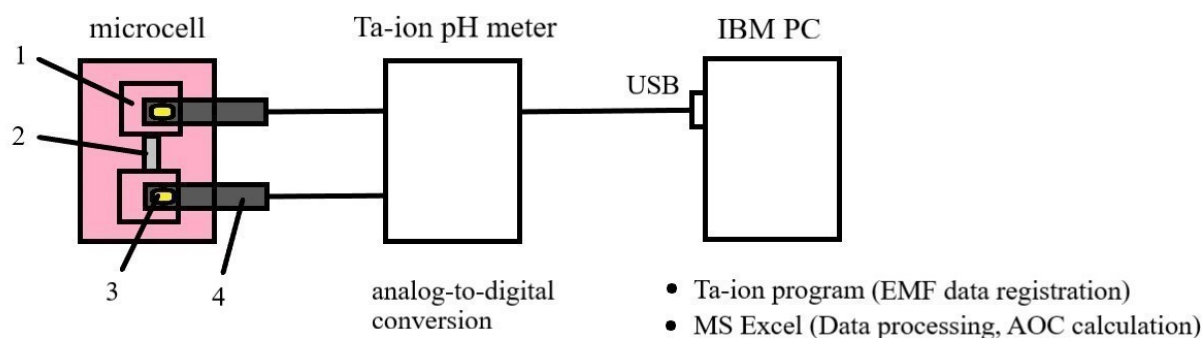 microcell
Ta-ion pH meter
IBM PC
1
USB
2
3
4
analog-to-digital
conversion
• Ta-ion program (EMF data registration)
• MS Excel (Data processing, AOC calculation)